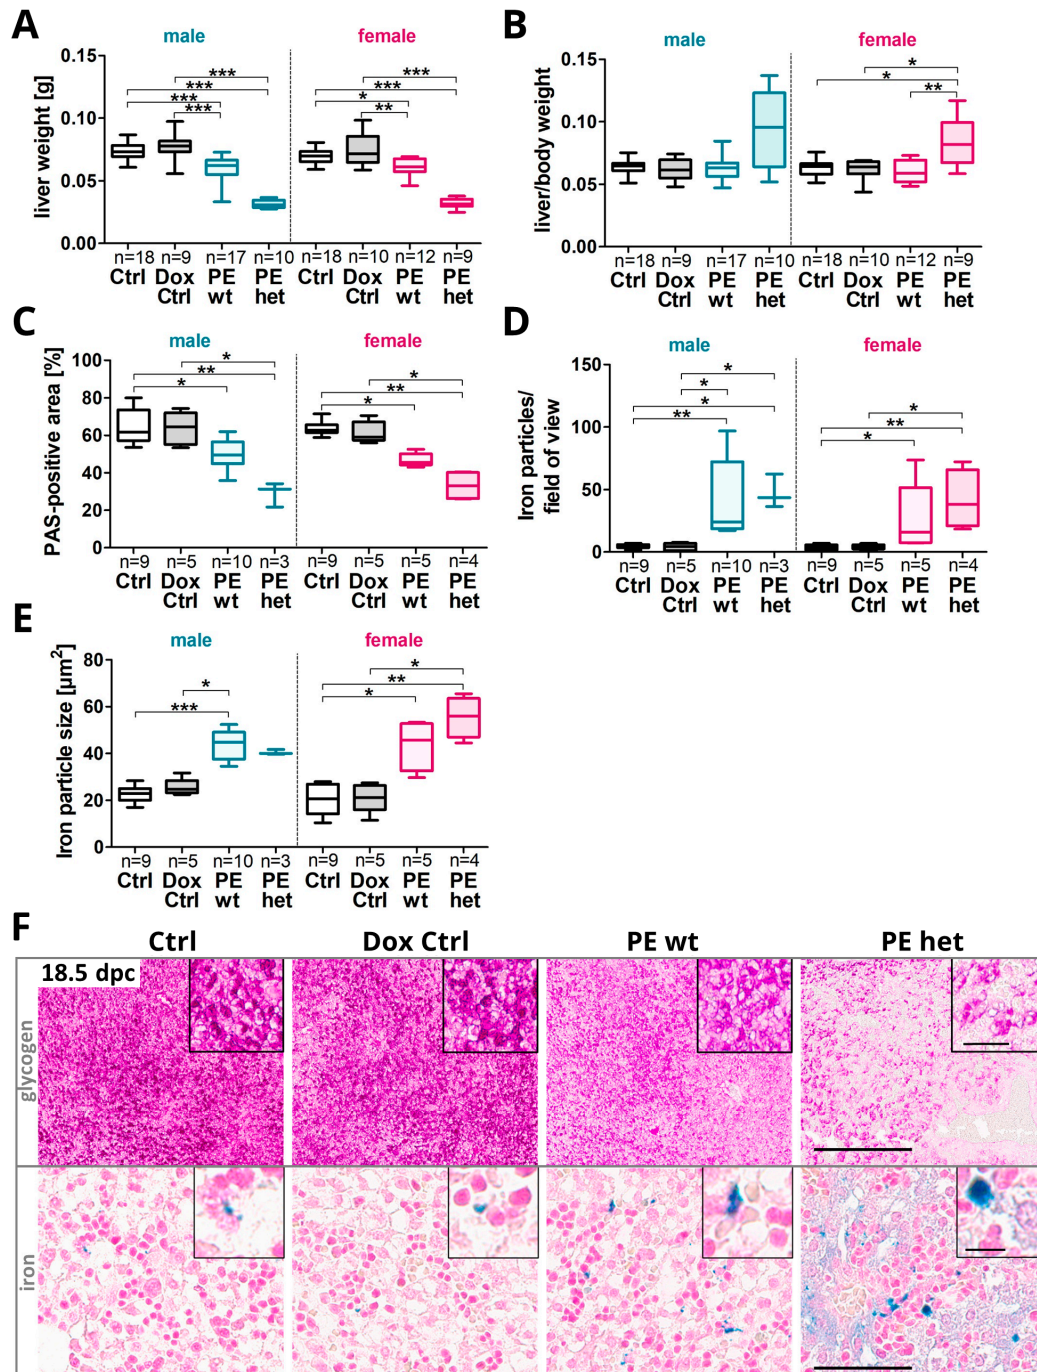 A
male
female
liver weight [g]
0.15
0.10
0.05
0.00
***
***
***
***
***
***
*
**
n=18 n=9 n=17 n=10 n=18 n=10 n=12 n=9
Ctrl Dox PE PE Ctrl Dox PE PE
Ctrl wt het Ctrl wt het
B
male
female
liver/body weight
0.15
0.10
0.05
0.00
*
*
**
n=18 n=9 n=17 n=10 n=18 n=10 n=12 n=9
Ctrl Dox PE PE Ctrl Dox PE PE
Ctrl wt het Ctrl wt het
C
male
female
PAS-positive area [%]
100
80
60
40
20
0
*
**
*
*
**
*
n=9 n=5 n=10 n=3 n=9 n=5 n=5 n=4
Ctrl Dox PE PE Ctrl Dox PE PE
Ctrl wt het Ctrl wt het
D
male
female
Iron particles/
field of view
150
100
50
0
*
*
*
**
*
**
*
n=9 n=5 n=10 n=3 n=9 n=5 n=5 n=4
Ctrl Dox PE PE Ctrl Dox PE PE
Ctrl wt het Ctrl wt het
E
male
female
Iron particle size [µm²]
80
60
40
20
0
*
***
*
**
*
n=9 n=5 n=10 n=3 n=9 n=5 n=5 n=4
Ctrl Dox PE PE Ctrl Dox PE PE
Ctrl wt het Ctrl wt het
F
Ctrl Dox Ctrl PE wt PE het
18.5 dpc
glycogen
iron